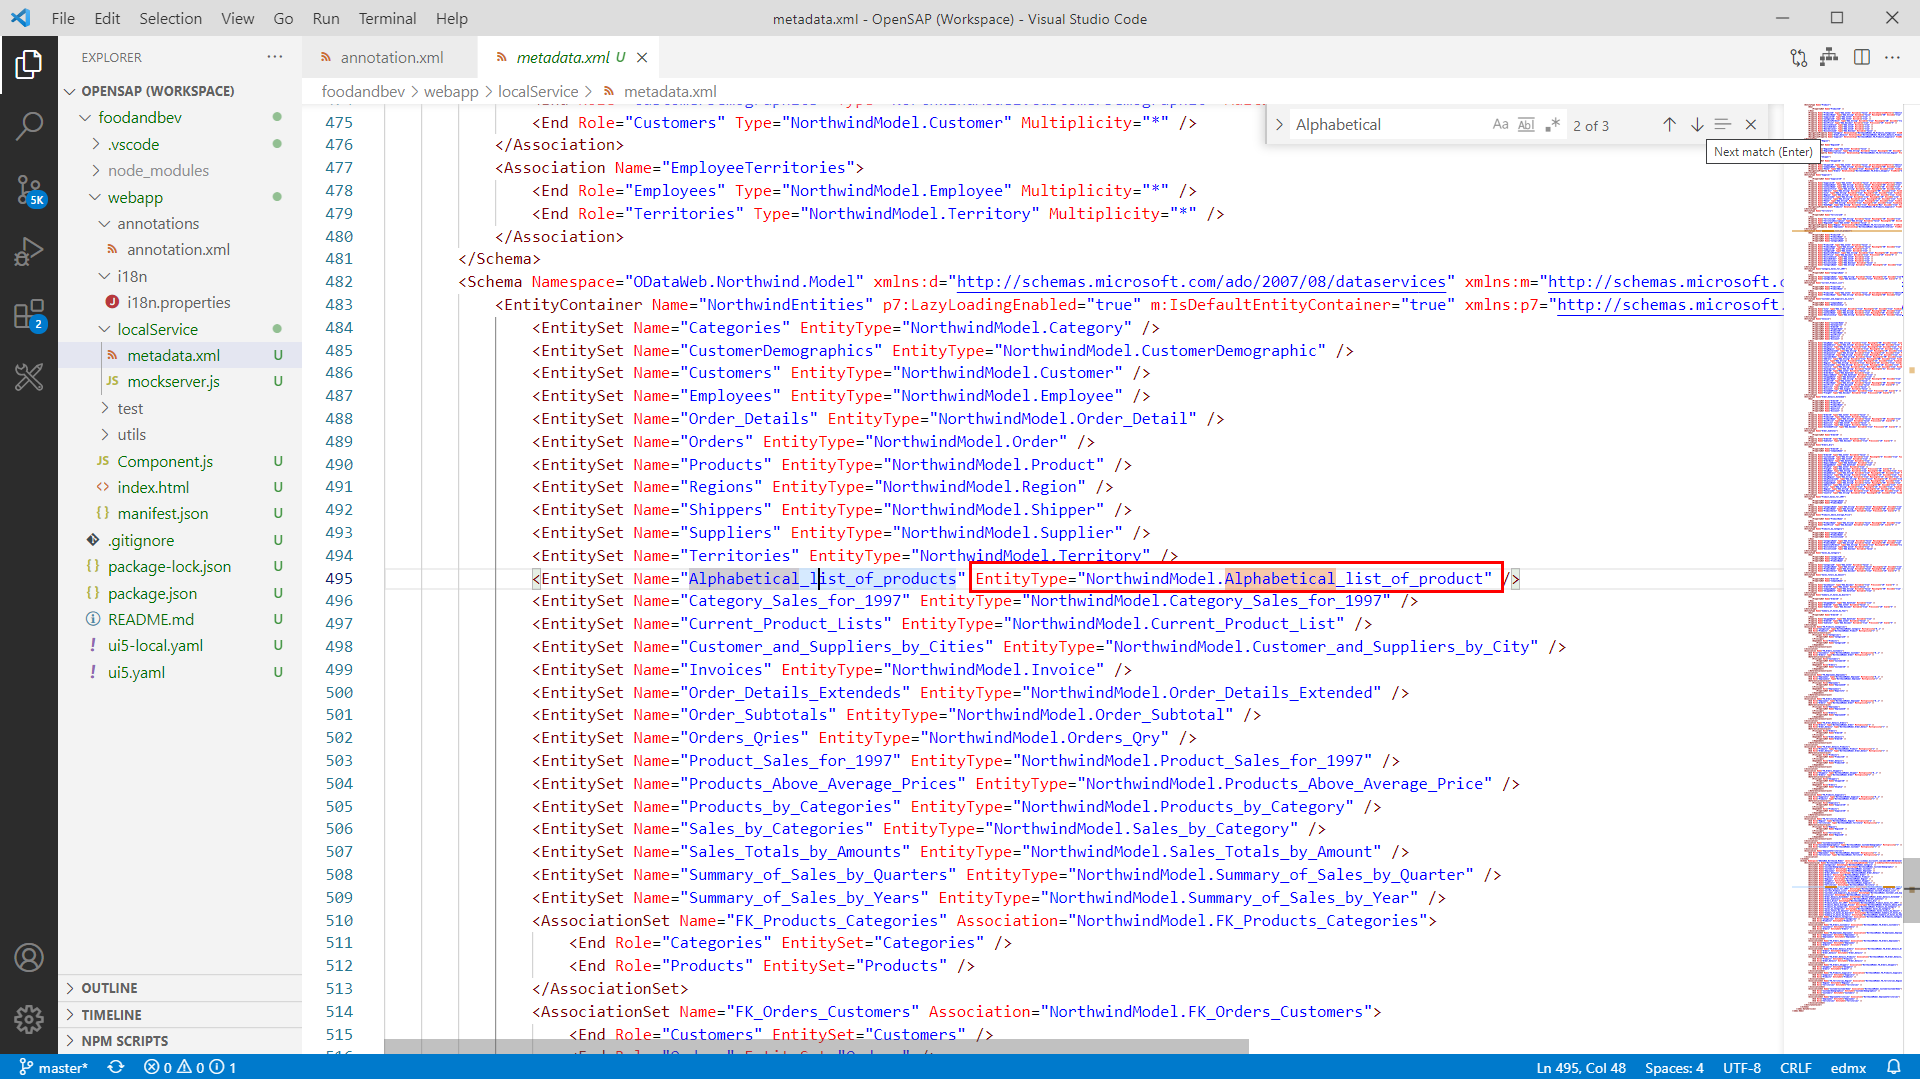 File Edit Selection View Go Run Terminal Help
metadata.xml - OpenSAP (Workspace) - Visual Studio Code
EXPLORER
annotation.xml
metadata.xml U
foodandbev > webapp > localService > metadata.xml
Alphabetical
Aa
2 of 3
Next match (Enter)
OPENSAP (WORKSPACE)
foodandbev
.vscode
node_modules
webapp
annotations
annotation.xml
i18n
i18n.properties
localService
metadata.xml U
JS mockserver.js U
test
utils
JS Component.js U
index.html U
manifest.json U
.gitignore U
package-lock.json U
package.json U
README.md U
ui5-local.yaml U
ui5.yaml U
OUTLINE
TIMELINE
NPM SCRIPTS
5K
2
475 <End Role="Customers" Type="NorthwindModel.Customer" Multiplicity="*" />
476 </Association>
477 <Association Name="EmployeeTerritories">
478 <End Role="Employees" Type="NorthwindModel.Employee" Multiplicity="*" />
479 <End Role="Territories" Type="NorthwindModel.Territory" Multiplicity="*" />
480 </Association>
481 </Schema>
482 <Schema Namespace="ODataWeb.Northwind.Model" xmlns:d="http://schemas.microsoft.com/ado/2007/08/dataservices" xmlns:m="http://schemas.microsoft.c
483 <EntityContainer Name="NorthwindEntities" p7:LazyLoadingEnabled="true" m:IsDefaultEntityContainer="true" xmlns:p7="http://schemas.microsoft.
484 <EntitySet Name="Categories" EntityType="NorthwindModel.Category" />
485 <EntitySet Name="CustomerDemographics" EntityType="NorthwindModel.CustomerDemographic" />
486 <EntitySet Name="Customers" EntityType="NorthwindModel.Customer" />
487 <EntitySet Name="Employees" EntityType="NorthwindModel.Employee" />
488 <EntitySet Name="Order_Details" EntityType="NorthwindModel.Order_Detail" />
489 <EntitySet Name="Orders" EntityType="NorthwindModel.Order" />
490 <EntitySet Name="Products" EntityType="NorthwindModel.Product" />
491 <EntitySet Name="Regions" EntityType="NorthwindModel.Region" />
492 <EntitySet Name="Shippers" EntityType="NorthwindModel.Shipper" />
493 <EntitySet Name="Suppliers" EntityType="NorthwindModel.Supplier" />
494 <EntitySet Name="Territories" EntityType="NorthwindModel.Territory" />
495 <EntitySet Name="Alphabetical_list_of_products" EntityType="NorthwindModel.Alphabetical_list_of_product" />
496 <EntitySet Name="Category_Sales_for_1997" EntityType="NorthwindModel.Category_Sales_for_1997" />
497 <EntitySet Name="Current_Product_Lists" EntityType="NorthwindModel.Current_Product_List" />
498 <EntitySet Name="Customer_and_Suppliers_by_Cities" EntityType="NorthwindModel.Customer_and_Suppliers_by_City" />
499 <EntitySet Name="Invoices" EntityType="NorthwindModel.Invoice" />
500 <EntitySet Name="Order_Details_Extendeds" EntityType="NorthwindModel.Order_Details_Extended" />
501 <EntitySet Name="Order_Subtotals" EntityType="NorthwindModel.Order_Subtotal" />
502 <EntitySet Name="Orders_Qries" EntityType="NorthwindModel.Orders_Qry" />
503 <EntitySet Name="Product_Sales_for_1997" EntityType="NorthwindModel.Product_Sales_for_1997" />
504 <EntitySet Name="Products_Above_Average_Prices" EntityType="NorthwindModel.Products_Above_Average_Price" />
505 <EntitySet Name="Products_by_Categories" EntityType="NorthwindModel.Products_by_Category" />
506 <EntitySet Name="Sales_by_Categories" EntityType="NorthwindModel.Sales_by_Category" />
507 <EntitySet Name="Sales_Totals_by_Amounts" EntityType="NorthwindModel.Sales_Totals_by_Amount" />
508 <EntitySet Name="Summary_of_Sales_by_Quarters" EntityType="NorthwindModel.Summary_of_Sales_by_Quarter" />
509 <EntitySet Name="Summary_of_Sales_by_Years" EntityType="NorthwindModel.Summary_of_Sales_by_Year" />
510 <AssociationSet Name="FK_Products_Categories" Association="NorthwindModel.FK_Products_Categories">
511 <End Role="Categories" EntitySet="Categories" />
512 <End Role="Products" EntitySet="Products" />
513 </AssociationSet>
514 <AssociationSet Name="FK_Orders_Customers" Association="NorthwindModel.FK_Orders_Customers">
515 <End Role="Customers" EntitySet="Customers" />
master* 0 0 1
Ln 495, Col 48 Spaces: 4 UTF-8 CRLF edmx